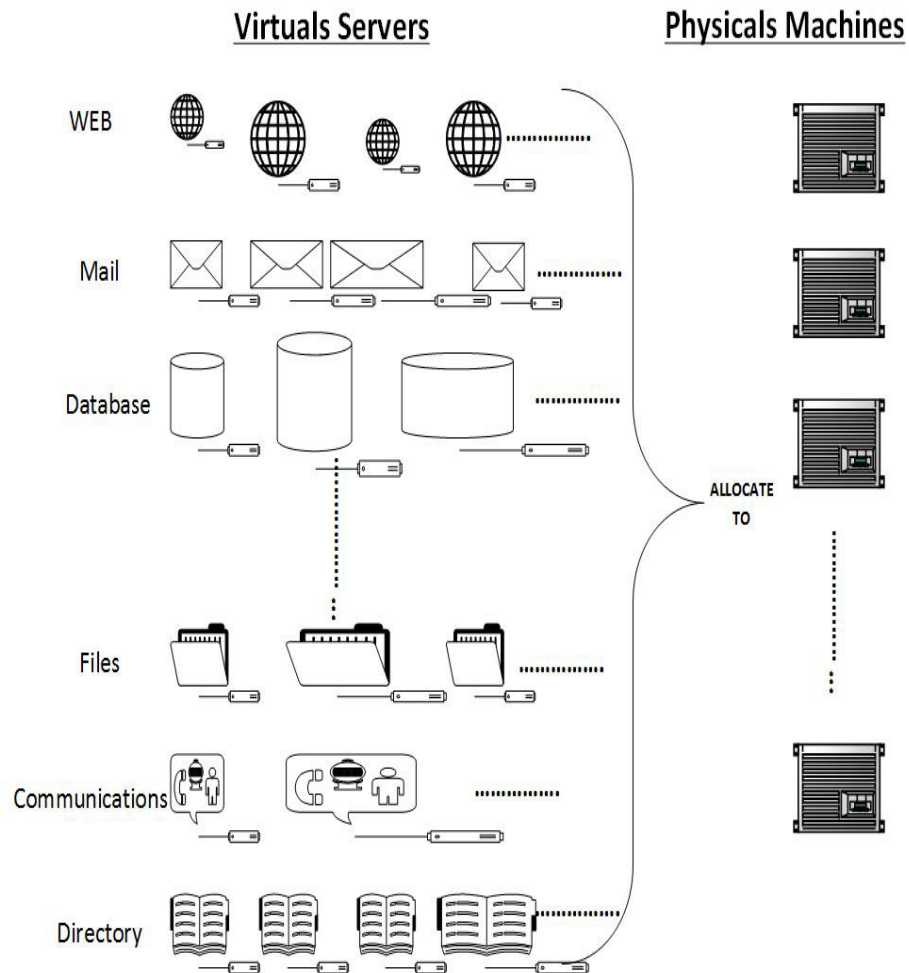 Virtuals Servers
Physicals Machines
WEB
Mail
Database
ALLOCATE
TO
Files
Communications
Directory